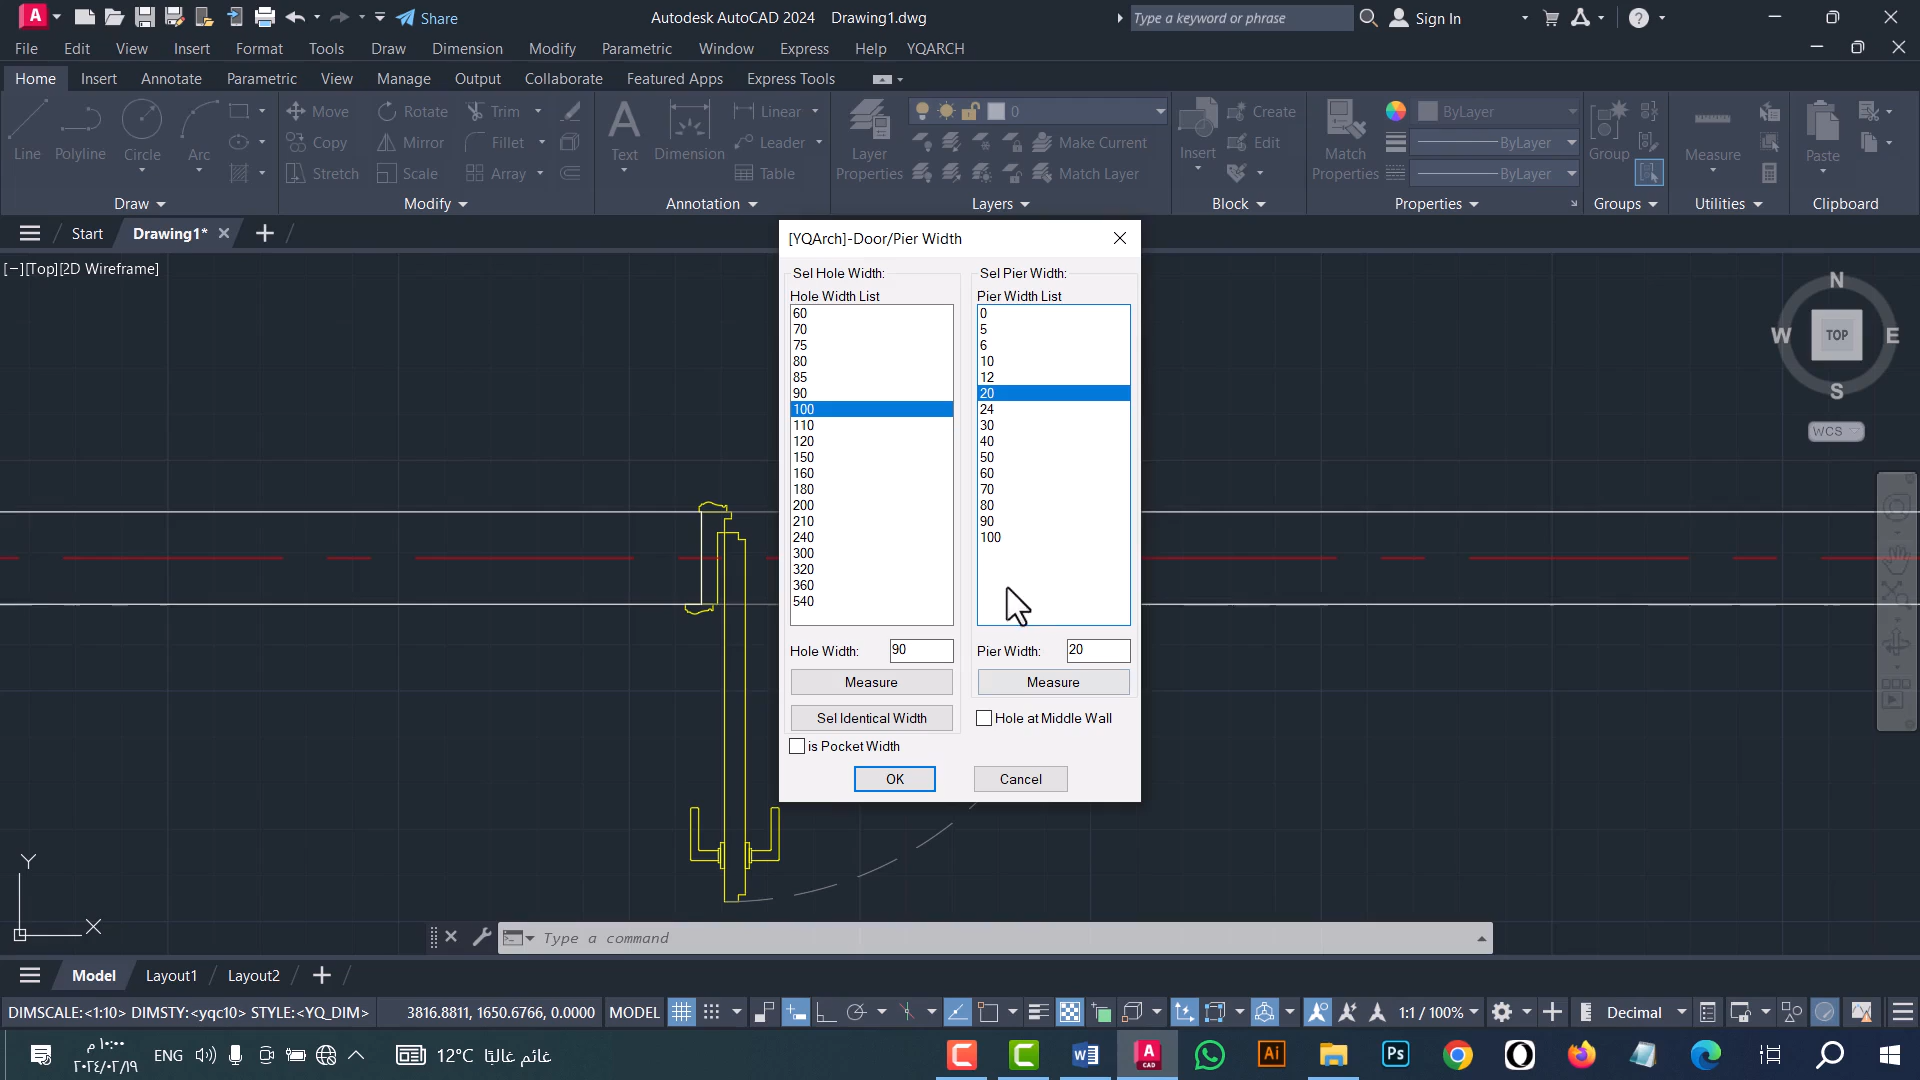 Share
Autodesk AutoCAD 2024 Drawing1.dwg
Type a keyword or phrase
Sign In
File Edit View Insert Format Tools Draw Dimension Modify Parametric Window Express Help YQARCH
Home Insert Annotate Parametric View Manage Output Collaborate Featured Apps Express Tools
Line Polyline Circle Arc
Move Rotate Trim
Copy Mirror Fillet
Stretch Scale Array
Text Dimension
Linear
Leader
Table
Layer
Properties
0
Make Current
Match Layer
Insert
Create
Edit
Match
Properties
ByLayer
ByLayer
ByLayer
Group
Measure
Paste
Draw Modify Annotation Layers Block Properties Groups Utilities Clipboard
Start Drawing1*
[−][Top][2D Wireframe]
N
W TOP E
S
WCS
[YQArch]-Door/Pier Width
Sel Hole Width:
Hole Width List
60
70
75
80
85
90
100
110
120
150
160
180
200
210
240
300
320
360
540
Hole Width: 90
Measure
Sel Identical Width
is Pocket Width
Sel Pier Width:
Pier Width List
0
5
6
10
12
20
24
30
40
50
60
70
80
90
100
Pier Width: 20
Measure
Hole at Middle Wall
OK Cancel
Y
X
Type a command
Model Layout1 Layout2
DIMSCALE:<1:10> DIMSTY:<yqc10> STYLE:<YQ_DIM> 3816.8811, 1650.6766, 0.0000 MODEL 1:1 / 100% Decimal
١٠:٠٠ م
٢٠٢٤/٠٢/١٩
ENG
12°C غائم غالبًا
A
CAD
Ai
Ps